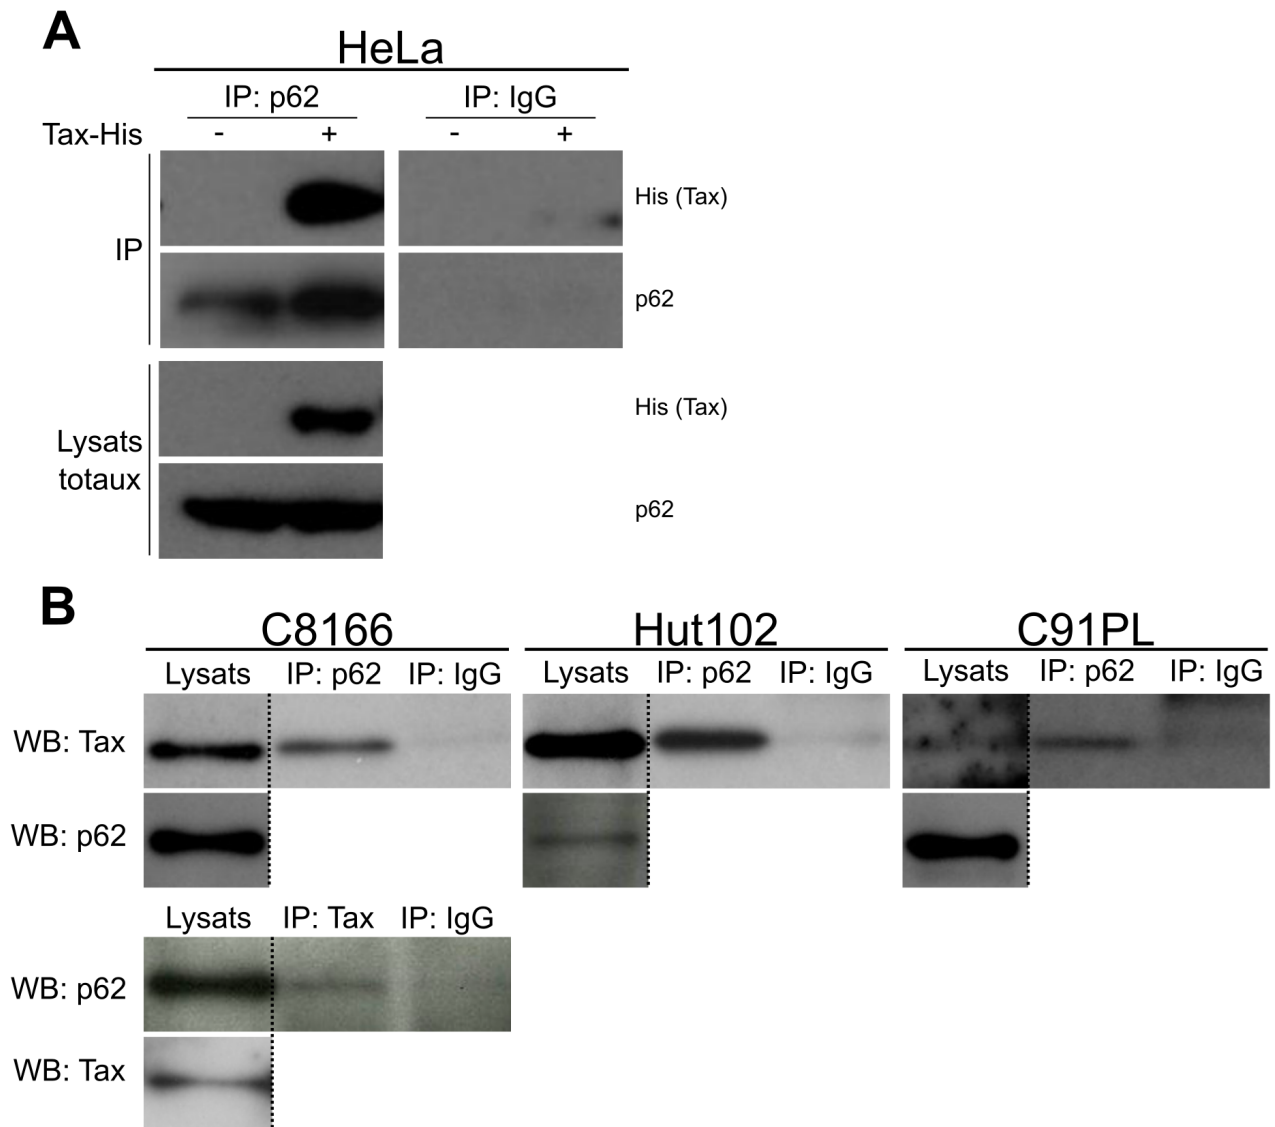 A
HeLa
IP: p62 IP: IgG
Tax-His - + - +
IP
His (Tax)
p62
Lysats
totaux
His (Tax)
p62
B
C8166 Hut102 C91PL
Lysats IP: p62 IP: IgG Lysats IP: p62 IP: IgG Lysats IP: p62 IP: IgG
WB: Tax
WB: p62
Lysats IP: Tax IP: IgG
WB: p62
WB: Tax